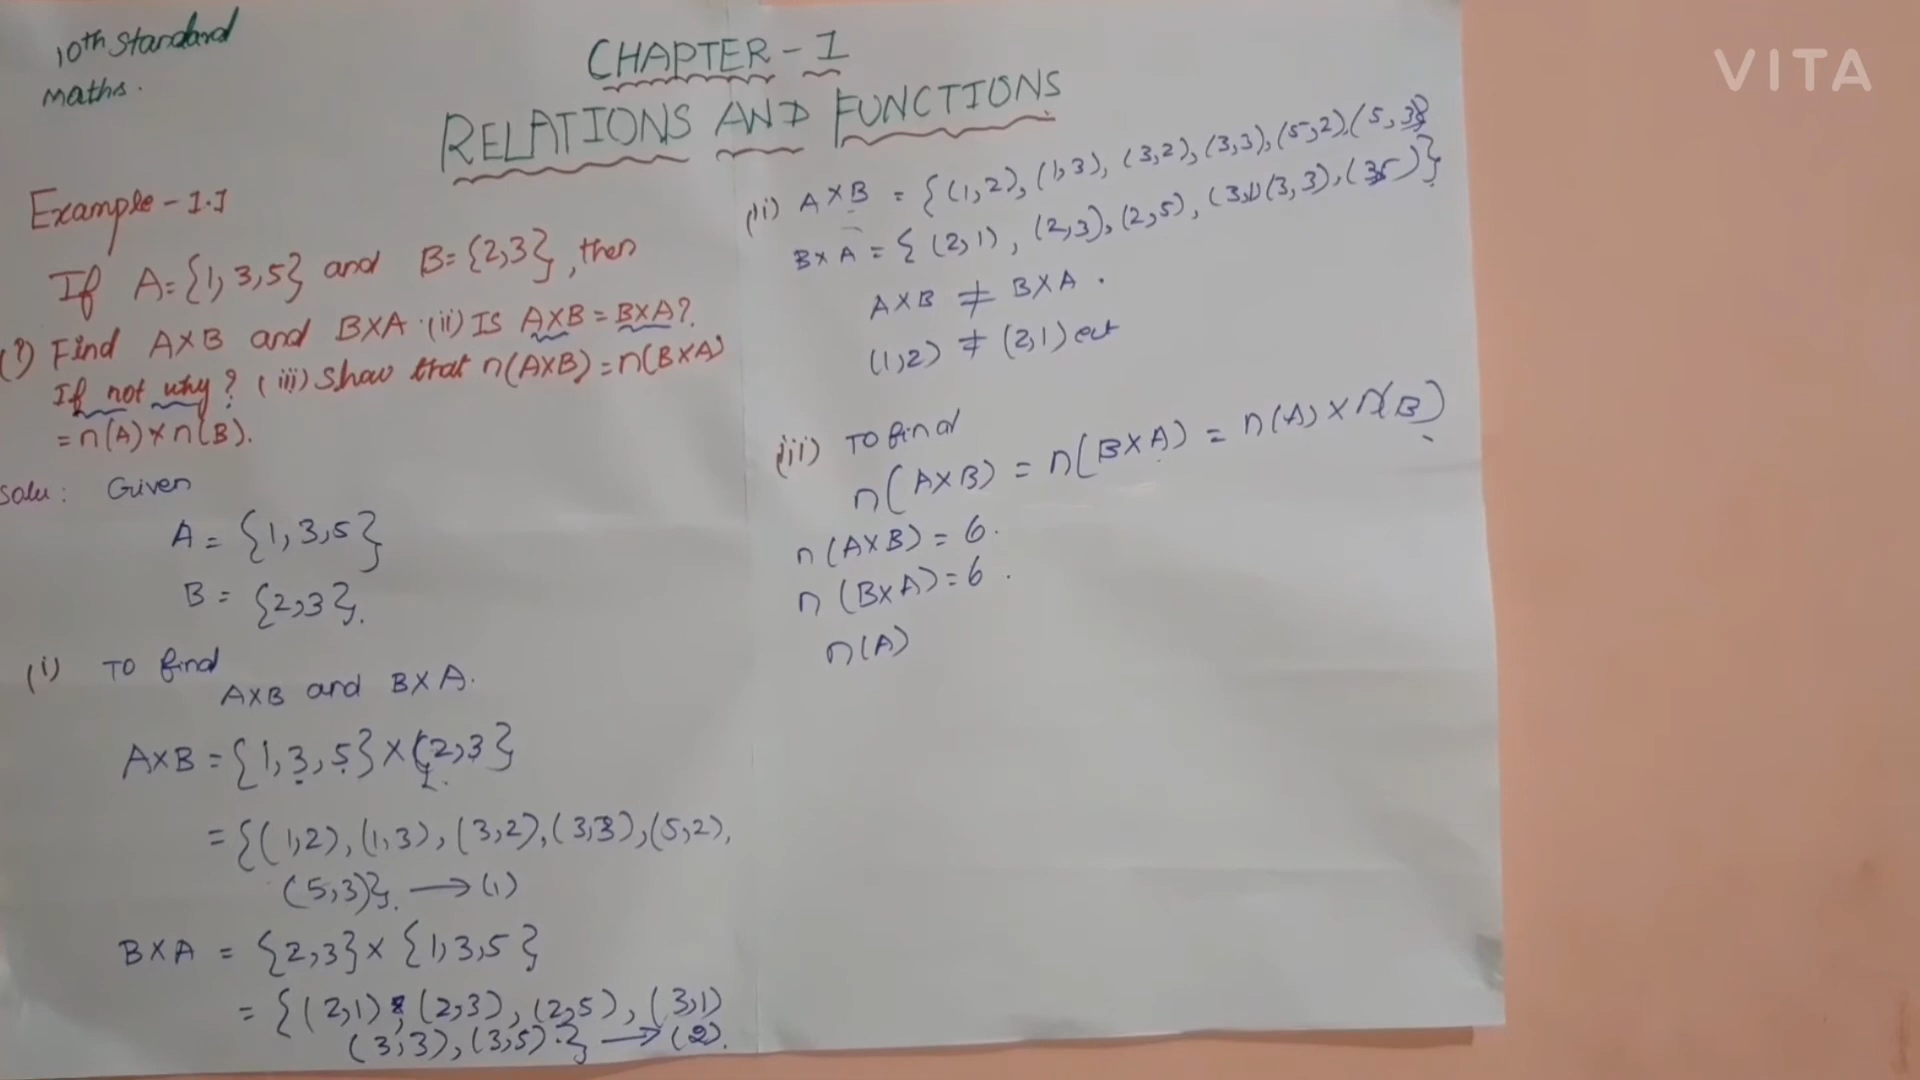 10th Standard
maths.
CHAPTER - I
RELATIONS AND FUNCTIONS
VITA
Example - I.I
If A = {1, 3, 5} and B = {2, 3}, then
(i) Find A×B and B×A. (ii) Is A×B = B×A?
If not why? (iii) Show that n(A×B) = n(B×A)
= n(A) × n(B).
Solu: Given
A = {1, 3, 5}
B = {2, 3}.
(i) To find
A×B and B×A.
A×B = {1, 3, 5} × {2, 3}
= {(1,2), (1,3), (3,2), (3,3), (5,2),
(5,3)}. → (1)
B×A = {2,3} × {1,3,5}
= {(2,1), (2,3), (2,5), (3,1)
(3,3), (3,5).} → (2).
(ii) A×B = {(1,2), (1,3), (3,2), (3,3), (5,2), (5,3)}
B×A = {(2,1), (2,3), (2,5), (3,1) (3,3), (3,5)}.
A×B ≠ B×A.
(1,2) ≠ (2,1) ect
(iii) To find
n(A×B) = n(B×A) = n(A) × n(B)
n(A×B) = 6.
n(B×A) = 6.
n(A)